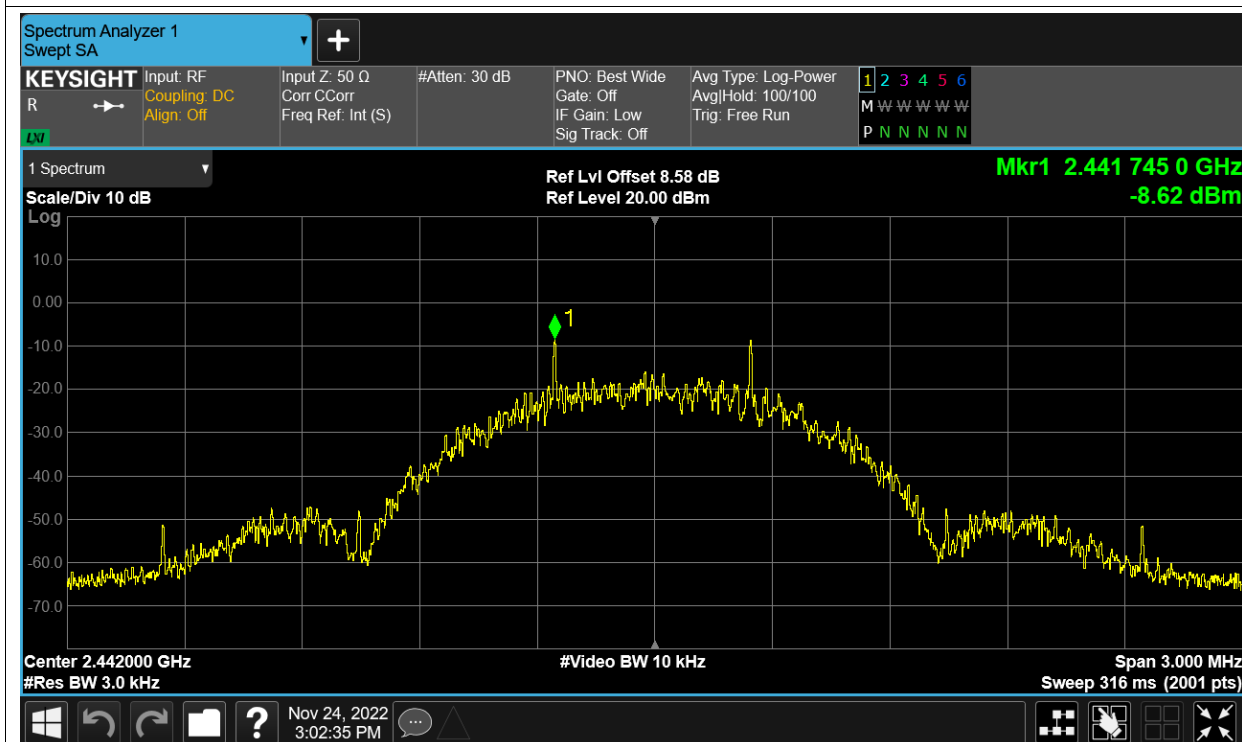 Spectrum Analyzer 1
Swept SA
+
KEYSIGHT
R
LXI
Input: RF
Coupling: DC
Align: Off
Input Z: 50 Ω
Corr CCorr
Freq Ref: Int (S)
#Atten: 30 dB
PNO: Best Wide
Gate: Off
IF Gain: Low
Sig Track: Off
Avg Type: Log-Power
Avg|Hold: 100/100
Trig: Free Run
1 2 3 4 5 6
M W W W W W
P N N N N N
1 Spectrum
Scale/Div 10 dB
Log
Ref Lvl Offset 8.58 dB
Ref Level 20.00 dBm
Mkr1 2.441 745 0 GHz
-8.62 dBm
1
10.0
0.00
-10.0
-20.0
-30.0
-40.0
-50.0
-60.0
-70.0
Center 2.442000 GHz
#Res BW 3.0 kHz
#Video BW 10 kHz
Span 3.000 MHz
Sweep 316 ms (2001 pts)
?
Nov 24, 2022
3:02:35 PM